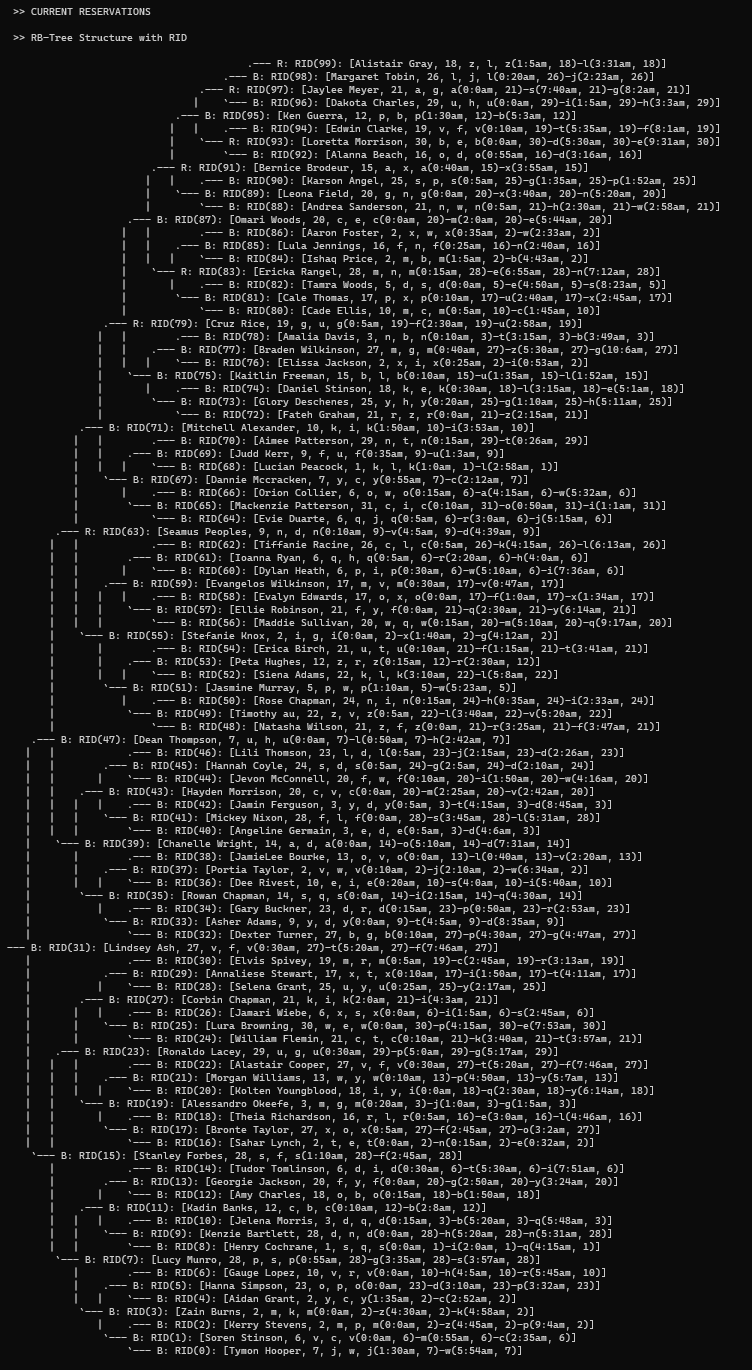 >> CURRENT RESERVATIONS
>> RB-Tree Structure with RID
.--- R: RID(99): [Alistair Gray, 18, z, l, z(1:5am, 18)-l(3:31am, 18)]
.--- B: RID(98): [Margaret Tobin, 26, l, j, l(0:20am, 26)-j(2:23am, 26)]
.--- R: RID(97): [Jaylee Meyer, 21, a, g, a(0:0am, 21)-s(7:40am, 21)-g(8:2am, 21)]
| `--- B: RID(96): [Dakota Charles, 29, u, h, u(0:0am, 29)-i(1:5am, 29)-h(3:3am, 29)]
.--- B: RID(95): [Ken Guerra, 12, p, b, p(1:30am, 12)-b(5:3am, 12)]
| | .--- B: RID(94): [Edwin Clarke, 19, v, f, v(0:10am, 19)-t(5:35am, 19)-f(8:1am, 19)]
| `--- R: RID(93): [Loretta Morrison, 30, b, e, b(0:0am, 30)-d(5:30am, 30)-e(9:31am, 30)]
| `--- B: RID(92): [Alanna Beach, 16, o, d, o(0:55am, 16)-d(3:16am, 16)]
.--- R: RID(91): [Bernice Brodeur, 15, a, x, a(0:40am, 15)-x(3:55am, 15)]
| | .--- B: RID(90): [Karson Angel, 25, s, p, s(0:5am, 25)-g(1:35am, 25)-p(1:52am, 25)]
| `--- B: RID(89): [Leona Field, 20, g, n, g(0:20am, 20)-x(3:40am, 20)-n(5:20am, 20)]
| `--- B: RID(88): [Andrea Sanderson, 21, n, w, n(0:5am, 21)-h(2:30am, 21)-w(2:58am, 21)]
.--- B: RID(87): [Omari Woods, 20, c, e, c(0:0am, 20)-m(2:0am, 20)-e(5:44am, 20)]
| | .--- B: RID(86): [Aaron Foster, 2, x, w, x(0:35am, 2)-w(2:33am, 2)]
| | .--- B: RID(85): [Lula Jennings, 16, f, n, f(0:25am, 16)-n(2:40am, 16)]
| | | `--- B: RID(84): [Ishaq Price, 2, m, b, m(1:5am, 2)-b(4:43am, 2)]
| `--- R: RID(83): [Ericka Rangel, 28, m, n, m(0:15am, 28)-e(6:55am, 28)-n(7:12am, 28)]
| | .--- B: RID(82): [Tamra Woods, 5, d, s, d(0:0am, 5)-e(4:50am, 5)-s(8:23am, 5)]
| `--- B: RID(81): [Cale Thomas, 17, p, x, p(0:10am, 17)-u(2:40am, 17)-x(2:45am, 17)]
| `--- B: RID(80): [Cade Ellis, 10, m, c, m(0:5am, 10)-c(1:45am, 10)]
.--- R: RID(79): [Cruz Rice, 19, g, u, g(0:5am, 19)-f(2:30am, 19)-u(2:58am, 19)]
| | .--- B: RID(78): [Amalia Davis, 3, n, b, n(0:10am, 3)-t(3:15am, 3)-b(3:49am, 3)]
| | .--- B: RID(77): [Braden Wilkinson, 27, m, g, m(0:40am, 27)-z(5:30am, 27)-g(10:6am, 27)]
| | | `--- B: RID(76): [Elissa Jackson, 2, x, i, x(0:25am, 2)-i(0:53am, 2)]
| `--- B: RID(75): [Kaitlin Freeman, 15, b, l, b(0:10am, 15)-u(1:35am, 15)-l(1:52am, 15)]
| | .--- B: RID(74): [Daniel Stinson, 18, k, e, k(0:30am, 18)-l(3:15am, 18)-e(5:1am, 18)]
| `--- B: RID(73): [Glory Deschenes, 25, y, h, y(0:20am, 25)-g(1:10am, 25)-h(5:11am, 25)]
| `--- B: RID(72): [Fateh Graham, 21, r, z, r(0:0am, 21)-z(2:15am, 21)]
.--- B: RID(71): [Mitchell Alexander, 10, k, i, k(1:50am, 10)-i(3:53am, 10)]
| | .--- B: RID(70): [Aimee Patterson, 29, n, t, n(0:15am, 29)-t(0:26am, 29)]
| | .--- B: RID(69): [Judd Kerr, 9, f, u, f(0:35am, 9)-u(1:3am, 9)]
| | | `--- B: RID(68): [Lucian Peacock, 1, k, l, k(1:0am, 1)-l(2:58am, 1)]
| `--- B: RID(67): [Dannie Mccracken, 7, y, c, y(0:55am, 7)-c(2:12am, 7)]
| | .--- B: RID(66): [Orion Collier, 6, o, w, o(0:15am, 6)-a(4:15am, 6)-w(5:32am, 6)]
| `--- B: RID(65): [Mackenzie Patterson, 31, c, i, c(0:10am, 31)-o(0:50am, 31)-i(1:1am, 31)]
| `--- B: RID(64): [Evie Duarte, 6, q, j, q(0:5am, 6)-r(3:0am, 6)-j(5:15am, 6)]
.--- R: RID(63): [Seamus Peoples, 9, n, d, n(0:10am, 9)-v(4:5am, 9)-d(4:39am, 9)]
| | .--- B: RID(62): [Tiffanie Racine, 26, c, l, c(0:5am, 26)-k(4:15am, 26)-l(6:13am, 26)]
| | .--- B: RID(61): [Ioanna Ryan, 6, q, h, q(0:5am, 6)-r(2:20am, 6)-h(4:0am, 6)]
| | | `--- B: RID(60): [Dylan Heath, 6, p, i, p(0:30am, 6)-w(5:10am, 6)-i(7:36am, 6)]
| | .--- B: RID(59): [Evangelos Wilkinson, 17, m, v, m(0:30am, 17)-v(0:47am, 17)]
| | | | .--- B: RID(58): [Evalyn Edwards, 17, o, x, o(0:0am, 17)-f(1:0am, 17)-x(1:34am, 17)]
| | | `--- B: RID(57): [Ellie Robinson, 21, f, y, f(0:0am, 21)-q(2:30am, 21)-y(6:14am, 21)]
| | | `--- B: RID(56): [Maddie Sullivan, 20, w, q, w(0:15am, 20)-m(5:10am, 20)-q(9:17am, 20)]
| `--- B: RID(55): [Stefanie Knox, 2, i, g, i(0:0am, 2)-x(1:40am, 2)-g(4:12am, 2)]
| | .--- B: RID(54): [Erica Birch, 21, u, t, u(0:10am, 21)-f(1:15am, 21)-t(3:41am, 21)]
| | .--- B: RID(53): [Peta Hughes, 12, z, r, z(0:15am, 12)-r(2:30am, 12)]
| | | `--- B: RID(52): [Siena Adams, 22, k, l, k(3:10am, 22)-l(5:8am, 22)]
| `--- B: RID(51): [Jasmine Murray, 5, p, w, p(1:10am, 5)-w(5:23am, 5)]
| | .--- B: RID(50): [Rose Chapman, 24, n, i, n(0:15am, 24)-h(0:35am, 24)-i(2:33am, 24)]
| `--- B: RID(49): [Timothy au, 22, z, v, z(0:5am, 22)-l(3:40am, 22)-v(5:20am, 22)]
| `--- B: RID(48): [Natasha Wilson, 21, z, f, z(0:0am, 21)-r(3:25am, 21)-f(3:47am, 21)]
.--- B: RID(47): [Dean Thompson, 7, u, h, u(0:0am, 7)-l(0:50am, 7)-h(2:42am, 7)]
| | .--- B: RID(46): [Lili Thomson, 23, l, d, l(0:5am, 23)-j(2:15am, 23)-d(2:26am, 23)]
| | .--- B: RID(45): [Hannah Coyle, 24, s, d, s(0:5am, 24)-g(2:5am, 24)-d(2:10am, 24)]
| | | `--- B: RID(44): [Jevon McConnell, 20, f, w, f(0:10am, 20)-i(1:50am, 20)-w(4:16am, 20)]
| | .--- B: RID(43): [Hayden Morrison, 20, c, v, c(0:0am, 20)-m(2:25am, 20)-v(2:42am, 20)]
| | | | .--- B: RID(42): [Jamin Ferguson, 3, y, d, y(0:5am, 3)-t(4:15am, 3)-d(8:45am, 3)]
| | | `--- B: RID(41): [Mickey Nixon, 28, f, l, f(0:0am, 28)-s(3:45am, 28)-l(5:31am, 28)]
| | | `--- B: RID(40): [Angeline Germain, 3, e, d, e(0:5am, 3)-d(4:6am, 3)]
| `--- B: RID(39): [Chanelle Wright, 14, a, d, a(0:0am, 14)-o(5:10am, 14)-d(7:31am, 14)]
| | .--- B: RID(38): [JamieLee Bourke, 13, o, v, o(0:0am, 13)-l(0:40am, 13)-v(2:20am, 13)]
| | .--- B: RID(37): [Portia Taylor, 2, v, w, v(0:10am, 2)-j(2:10am, 2)-w(6:34am, 2)]
| | | `--- B: RID(36): [Dee Rivest, 10, e, i, e(0:20am, 10)-s(4:0am, 10)-i(5:40am, 10)]
| `--- B: RID(35): [Rowan Chapman, 14, s, q, s(0:0am, 14)-i(2:15am, 14)-q(4:30am, 14)]
| | .--- B: RID(34): [Gary Buckner, 23, d, r, d(0:15am, 23)-p(0:50am, 23)-r(2:53am, 23)]
| `--- B: RID(33): [Asher Adams, 9, y, d, y(0:0am, 9)-t(4:5am, 9)-d(8:35am, 9)]
| `--- B: RID(32): [Dexter Turner, 27, b, g, b(0:10am, 27)-p(4:30am, 27)-g(4:47am, 27)]
--- B: RID(31): [Lindsey Ash, 27, v, f, v(0:30am, 27)-t(5:20am, 27)-f(7:46am, 27)]
| .--- B: RID(30): [Elvis Spivey, 19, m, r, m(0:5am, 19)-c(2:45am, 19)-r(3:13am, 19)]
| .--- B: RID(29): [Annaliese Stewart, 17, x, t, x(0:10am, 17)-i(1:50am, 17)-t(4:11am, 17)]
| | `--- B: RID(28): [Selena Grant, 25, u, y, u(0:25am, 25)-y(2:17am, 25)]
| .--- B: RID(27): [Corbin Chapman, 21, k, i, k(2:0am, 21)-i(4:3am, 21)]
| | | .--- B: RID(26): [Jamari Wiebe, 6, x, s, x(0:0am, 6)-i(1:5am, 6)-s(2:45am, 6)]
| | `--- B: RID(25): [Lura Browning, 30, w, e, w(0:0am, 30)-p(4:15am, 30)-e(7:53am, 30)]
| | `--- B: RID(24): [William Flemin, 21, c, t, c(0:10am, 21)-k(3:40am, 21)-t(3:57am, 21)]
| .--- B: RID(23): [Ronaldo Lacey, 29, u, g, u(0:30am, 29)-p(5:0am, 29)-g(5:17am, 29)]
| | | .--- B: RID(22): [Alastair Cooper, 27, v, f, v(0:30am, 27)-t(5:20am, 27)-f(7:46am, 27)]
| | | .--- B: RID(21): [Morgan Williams, 13, w, y, w(0:10am, 13)-p(4:50am, 13)-y(5:7am, 13)]
| | | | `--- B: RID(20): [Kolten Youngblood, 18, i, y, i(0:0am, 18)-q(2:30am, 18)-y(6:14am, 18)]
| | `--- B: RID(19): [Alessandro Okeefe, 3, m, g, m(0:20am, 3)-j(1:0am, 3)-g(1:5am, 3)]
| | | .--- B: RID(18): [Theia Richardson, 16, r, l, r(0:5am, 16)-e(3:0am, 16)-l(4:46am, 16)]
| | `--- B: RID(17): [Bronte Taylor, 27, x, o, x(0:5am, 27)-f(2:45am, 27)-o(3:2am, 27)]
| | `--- B: RID(16): [Sahar Lynch, 2, t, e, t(0:0am, 2)-n(0:15am, 2)-e(0:32am, 2)]
`--- B: RID(15): [Stanley Forbes, 28, s, f, s(1:10am, 28)-f(2:45am, 28)]
| .--- B: RID(14): [Tudor Tomlinson, 6, d, i, d(0:30am, 6)-t(5:30am, 6)-i(7:51am, 6)]
| .--- B: RID(13): [Georgie Jackson, 20, f, y, f(0:0am, 20)-g(2:50am, 20)-y(3:24am, 20)]
| | `--- B: RID(12): [Amy Charles, 18, o, b, o(0:15am, 18)-b(1:50am, 18)]
| .--- B: RID(11): [Kadin Banks, 12, c, b, c(0:10am, 12)-b(2:8am, 12)]
| | | .--- B: RID(10): [Jelena Morris, 3, d, q, d(0:15am, 3)-b(5:20am, 3)-q(5:48am, 3)]
| | `--- B: RID(9): [Kenzie Bartlett, 28, d, n, d(0:0am, 28)-h(5:20am, 28)-n(5:31am, 28)]
| | `--- B: RID(8): [Henry Cochrane, 1, s, q, s(0:0am, 1)-i(2:0am, 1)-q(4:15am, 1)]
`--- B: RID(7): [Lucy Munro, 28, p, s, p(0:55am, 28)-g(3:35am, 28)-s(3:57am, 28)]
| .--- B: RID(6): [Gauge Lopez, 10, v, r, v(0:0am, 10)-h(4:5am, 10)-r(5:45am, 10)]
| .--- B: RID(5): [Hanna Simpson, 23, o, p, o(0:0am, 23)-d(3:10am, 23)-p(3:32am, 23)]
| | `--- B: RID(4): [Aidan Grant, 2, y, c, y(1:35am, 2)-c(2:52am, 2)]
`--- B: RID(3): [Zain Burns, 2, m, k, m(0:0am, 2)-z(4:30am, 2)-k(4:58am, 2)]
| .--- B: RID(2): [Kerry Stevens, 2, m, p, m(0:0am, 2)-z(4:45am, 2)-p(9:4am, 2)]
`--- B: RID(1): [Soren Stinson, 6, v, c, v(0:0am, 6)-m(0:55am, 6)-c(2:35am, 6)]
`--- B: RID(0): [Tymon Hooper, 7, j, w, j(1:30am, 7)-w(5:54am, 7)]